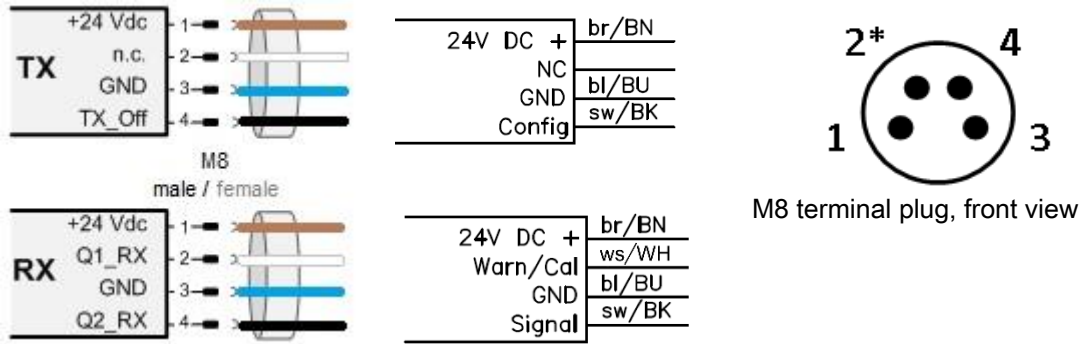 TX
+24 Vdc 1
n.c. 2
GND 3
TX_Off 4
M8
male / female
RX
+24 Vdc 1
Q1_RX 2
GND 3
Q2_RX 4
24V DC + br/BN
NC
GND bl/BU
Config sw/BK
24V DC + br/BN
Warn/Cal ws/WH
GND bl/BU
Signal sw/BK
2* 4
1 3
M8 terminal plug, front view